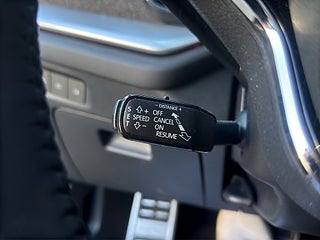 - DISTANCE +
S ⇧ + OFF
E SPEED CANCEL
T ⇩ - ON
RESUME